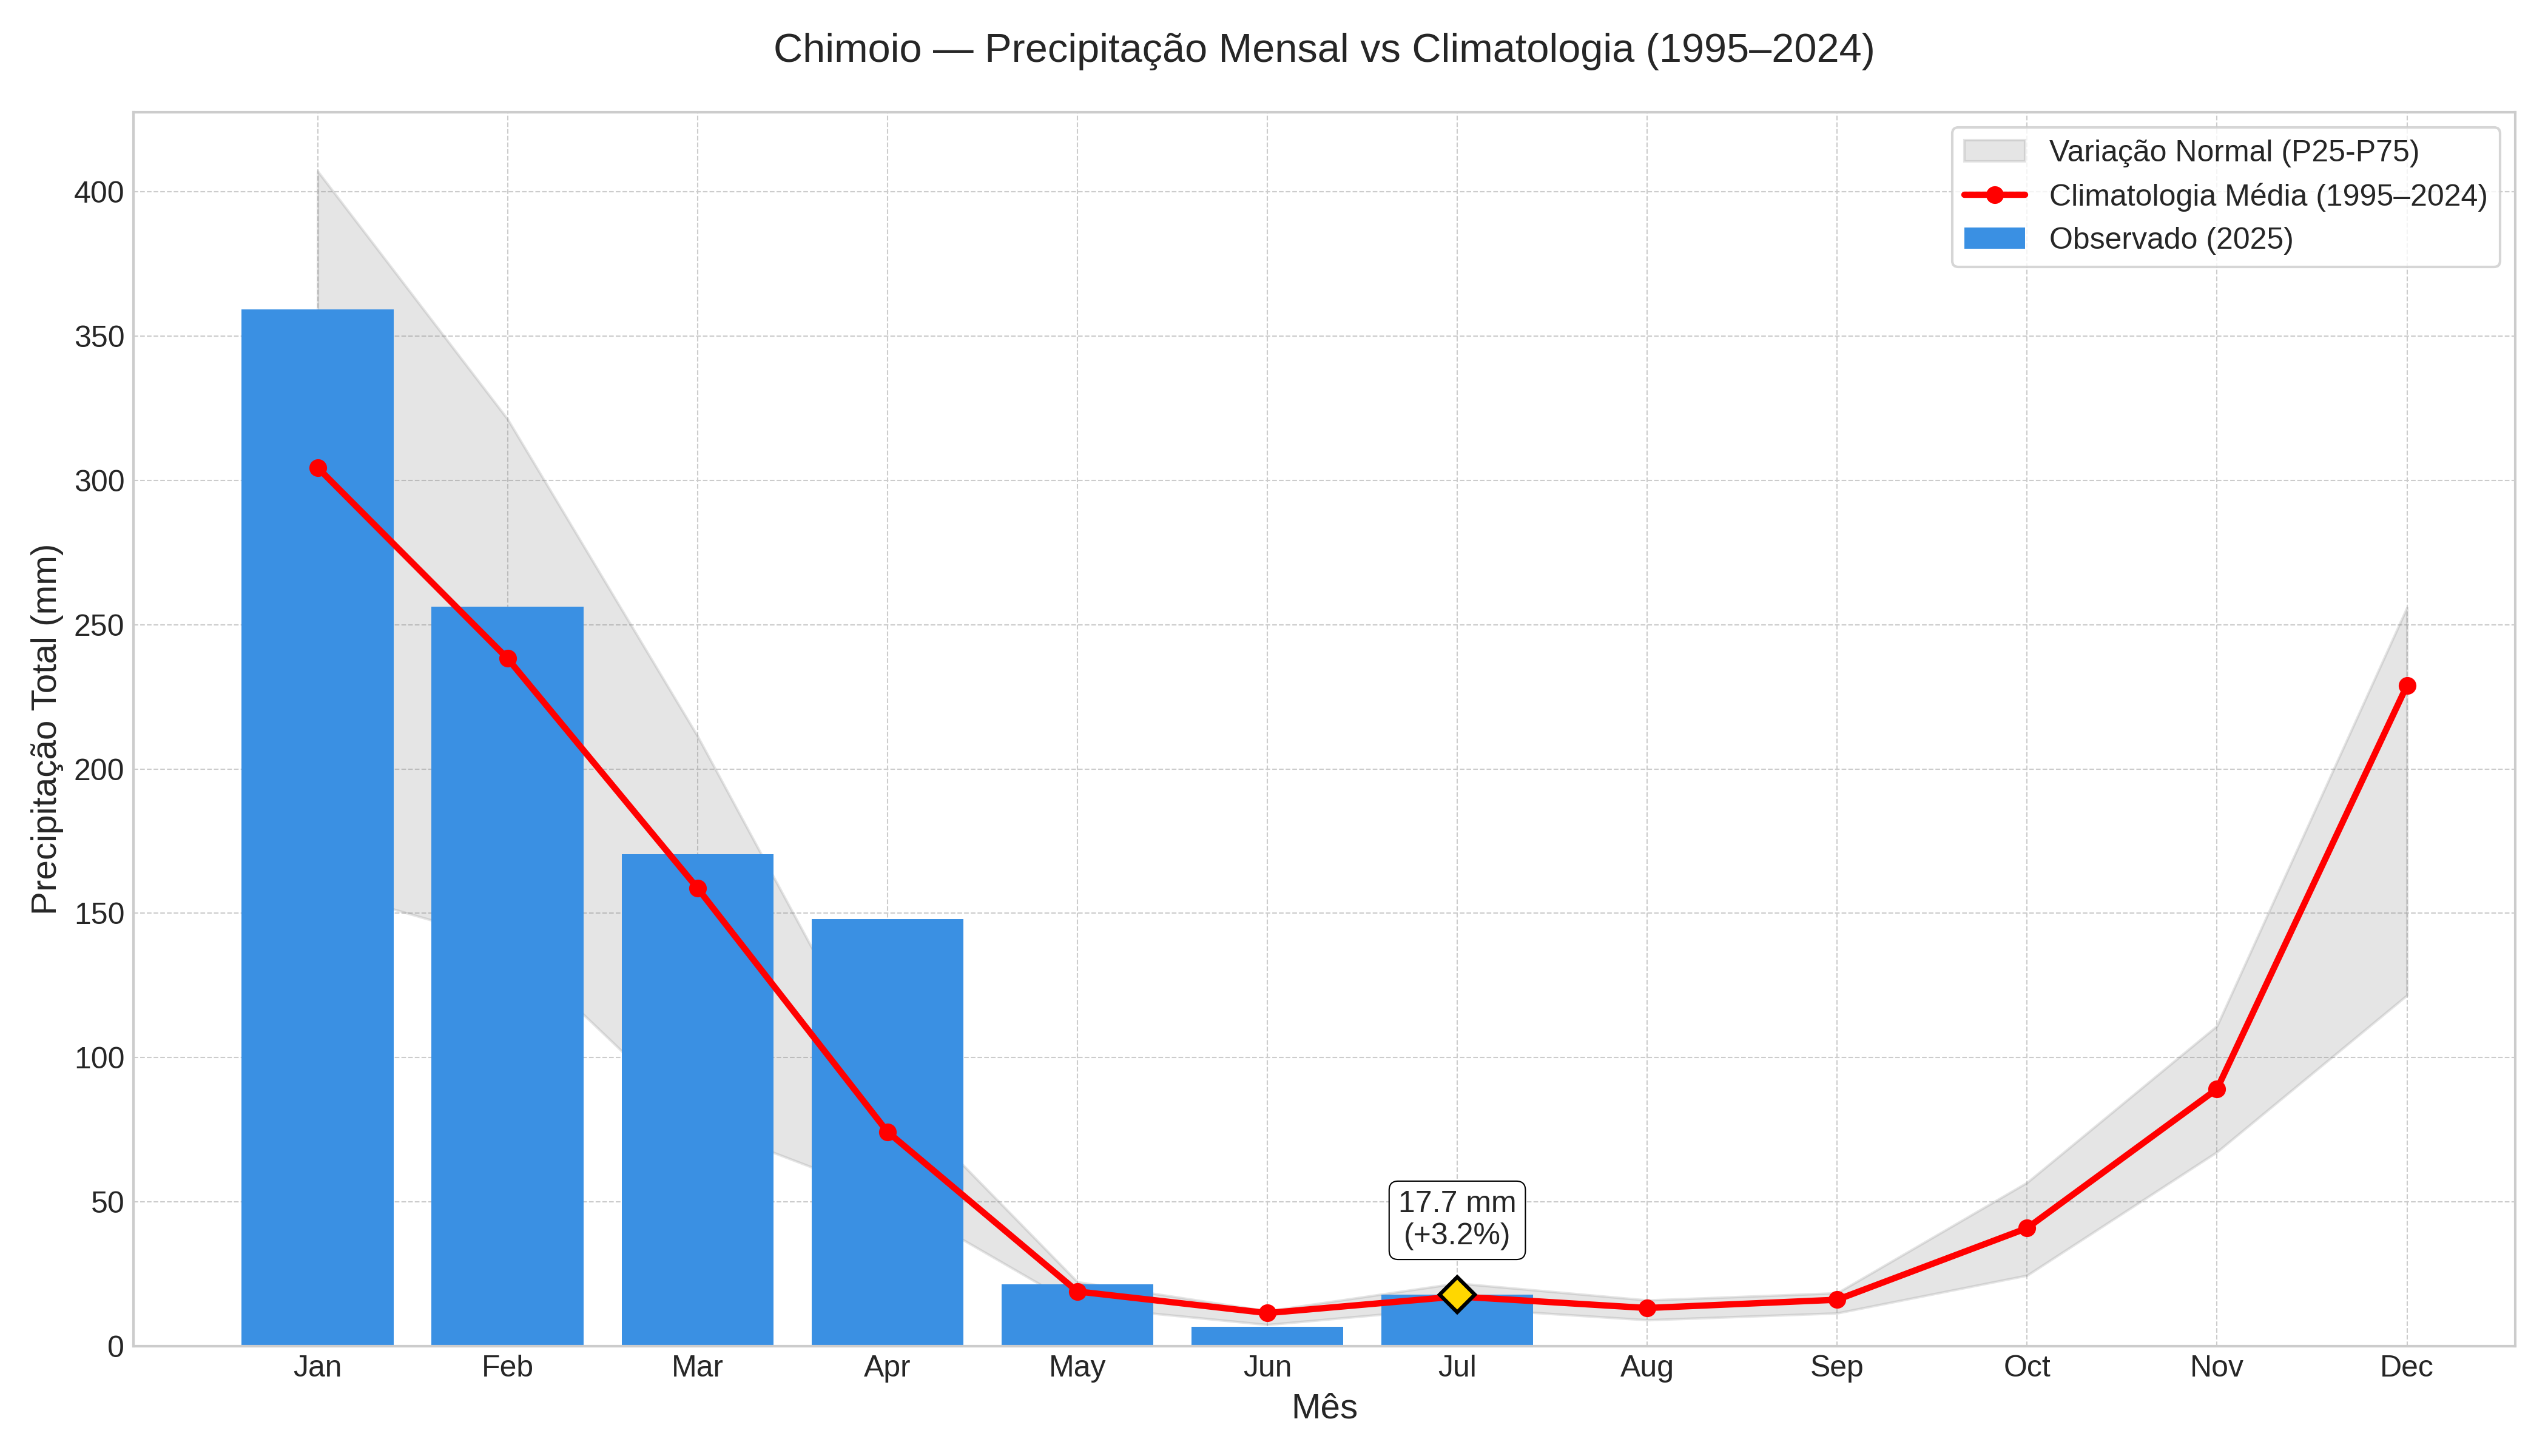 Chimoio — Precipitação Mensal vs Climatologia (1995–2024)
Variação Normal (P25-P75)
Climatologia Média (1995–2024)
Observado (2025)
Precipitação Total (mm)
400
350
300
250
200
150
100
50
0
17.7 mm
(+3.2%)
Jan Feb Mar Apr May Jun Jul Aug Sep Oct Nov Dec
Mês